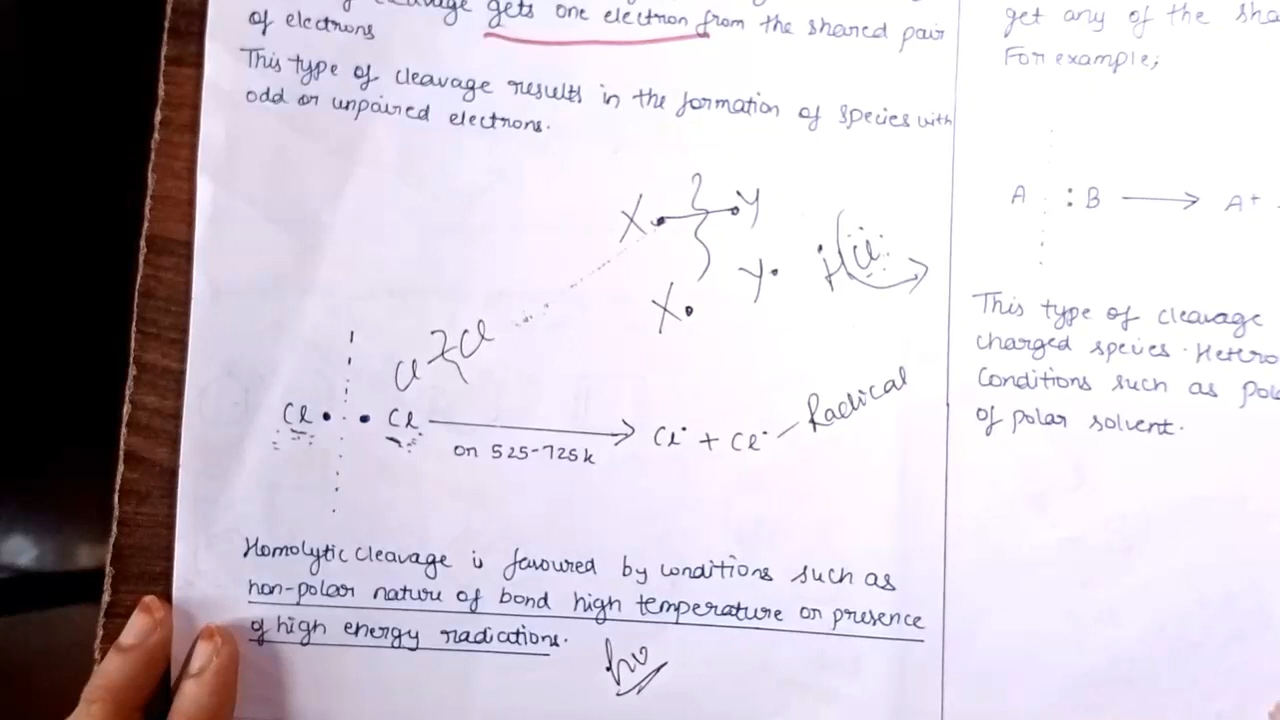 gets one electron from the shared pair
of electrons
This type of cleavage results in the formation of species with
odd or unpaired electrons.
X Y
X• Y•
Cl Cl
Cl • • Cl → Cl• + Cl• Radical
on 525-725k
Homolytic cleavage is favoured by conditions such as
non-polar nature of bond high temperature or presence
of high energy radiations.
hν
get any of the sha
For example;
A : B → A+
This type of cleavage
charged species. Hetero
Conditions such as pol
of polar solvent.